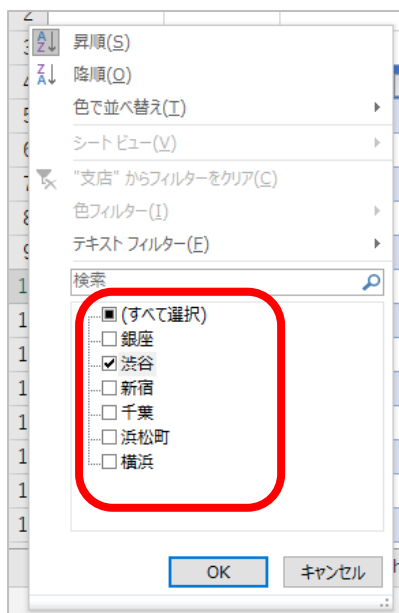 2
昇順(S)
降順(O)
色で並べ替え(T)
シート ビュー(V)
"支店" からフィルターをクリア(C)
色フィルター(I)
テキスト フィルター(F)
検索
(すべて選択)
銀座
渋谷
新宿
千葉
浜松町
横浜
OK キャンセル